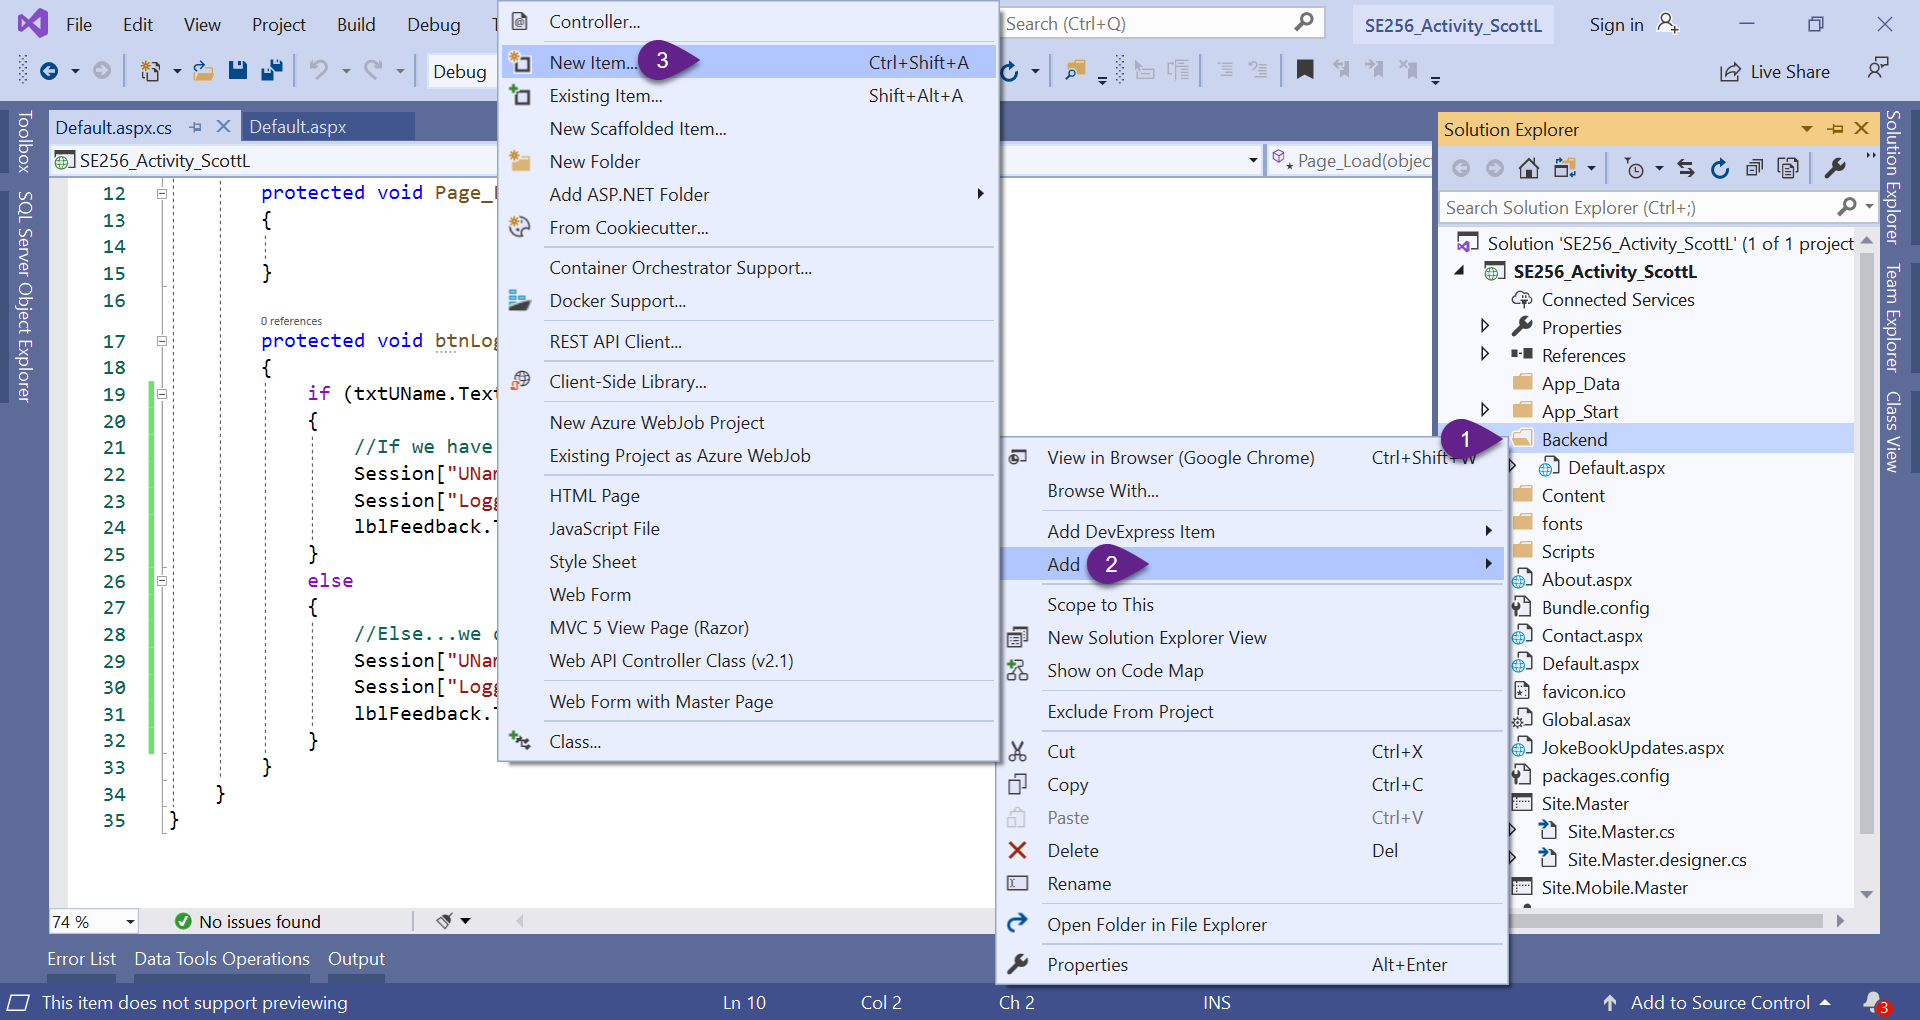 File Edit View Project Build Debug
Search (Ctrl+Q)
SE256_Activity_ScottL
Sign in
Debug
Live Share
Toolbox
SQL Server Object Explorer
Default.aspx.cs
Default.aspx
SE256_Activity_ScottL
Page_Load(objec
12 protected void Page_
13 {
14
15 }
16
0 references
17 protected void btnLog
18 {
19 if (txtUName.Text
20 {
21 //If we have
22 Session["UNam
23 Session["Logg
24 lblFeedback.
25 }
26 else
27 {
28 //Else...we
29 Session["UNam
30 Session["Logg
31 lblFeedback.
32 }
33 }
34 }
35 }
74 %
No issues found
Controller...
New Item... 3 Ctrl+Shift+A
Existing Item... Shift+Alt+A
New Scaffolded Item...
New Folder
Add ASP.NET Folder
From Cookiecutter...
Container Orchestrator Support...
Docker Support...
REST API Client...
Client-Side Library...
New Azure WebJob Project
Existing Project as Azure WebJob
HTML Page
JavaScript File
Style Sheet
Web Form
MVC 5 View Page (Razor)
Web API Controller Class (v2.1)
Web Form with Master Page
Class...
View in Browser (Google Chrome) Ctrl+Shift+W
Browse With...
Add DevExpress Item
Add 2
Scope to This
New Solution Explorer View
Show on Code Map
Exclude From Project
Cut Ctrl+X
Copy Ctrl+C
Paste Ctrl+V
Delete Del
Rename
Open Folder in File Explorer
Properties Alt+Enter
Solution Explorer
Search Solution Explorer (Ctrl+;)
Solution 'SE256_Activity_ScottL' (1 of 1 project
SE256_Activity_ScottL
Connected Services
Properties
References
App_Data
App_Start
1 Backend
Default.aspx
Content
fonts
Scripts
About.aspx
Bundle.config
Contact.aspx
Default.aspx
favicon.ico
Global.asax
JokeBookUpdates.aspx
packages.config
Site.Master
Site.Master.cs
Site.Master.designer.cs
Site.Mobile.Master
Solution Explorer
Team Explorer
Class View
Error List Data Tools Operations Output
This item does not support previewing
Ln 10 Col 2 Ch 2 INS
Add to Source Control
3